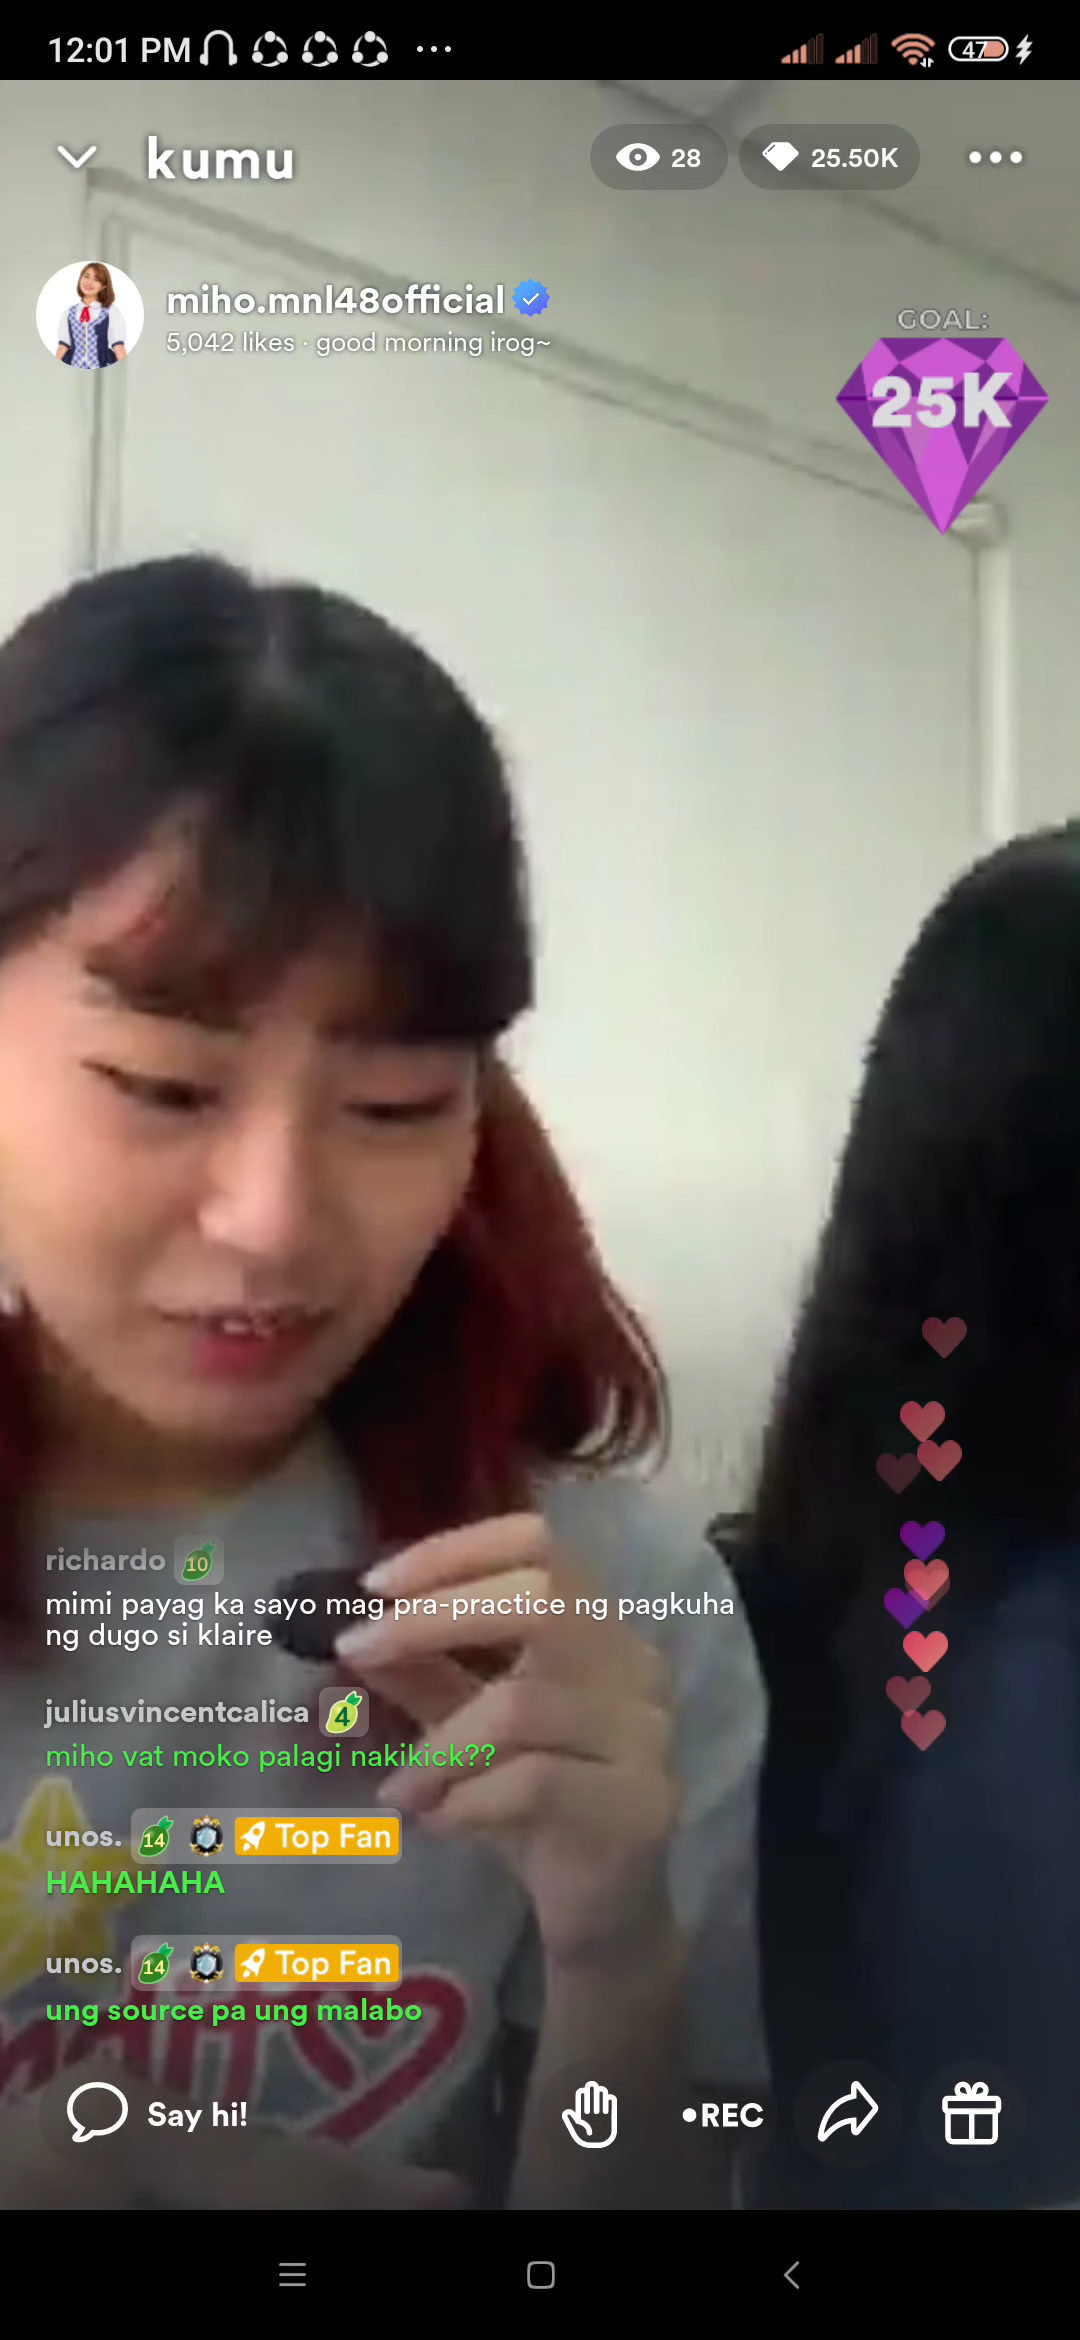 12:01 PM
47
kumu
28
25.50K
miho.mnl48official
5,042 likes · good morning irog~
GOAL:
25K
richardo 10
mimi payag ka sayo mag pra-practice ng pagkuha
ng dugo si klaire
juliusvincentcalica 4
miho vat moko palagi nakikick??
unos. 14 Top Fan
HAHAHAHA
unos. 14 Top Fan
ung source pa ung malabo
Say hi!
•REC